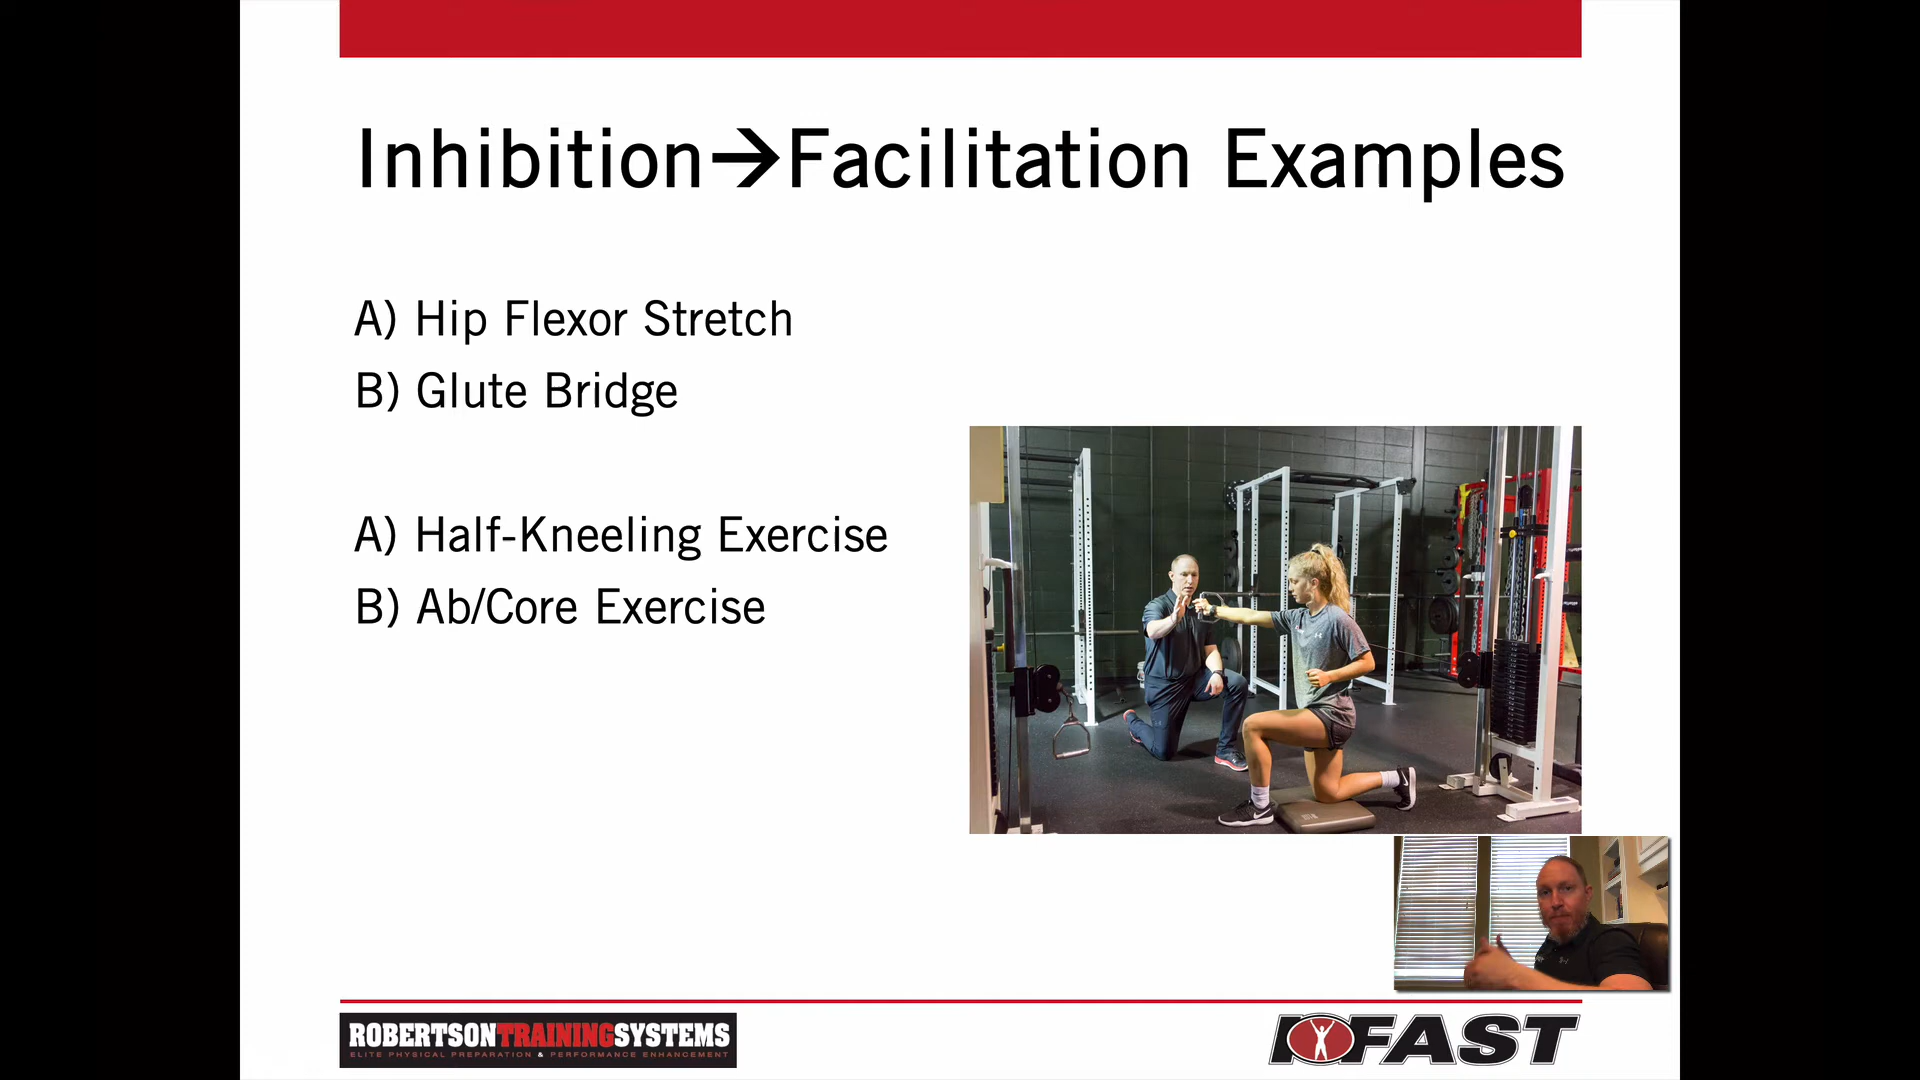 Inhibition→Facilitation Examples
A) Hip Flexor Stretch
B) Glute Bridge
A) Half-Kneeling Exercise
B) Ab/Core Exercise
ROBERTSONTRAININGSYSTEMS
ELITE PHYSICAL PREPARATION & PERFORMANCE ENHANCEMENT
IFAST